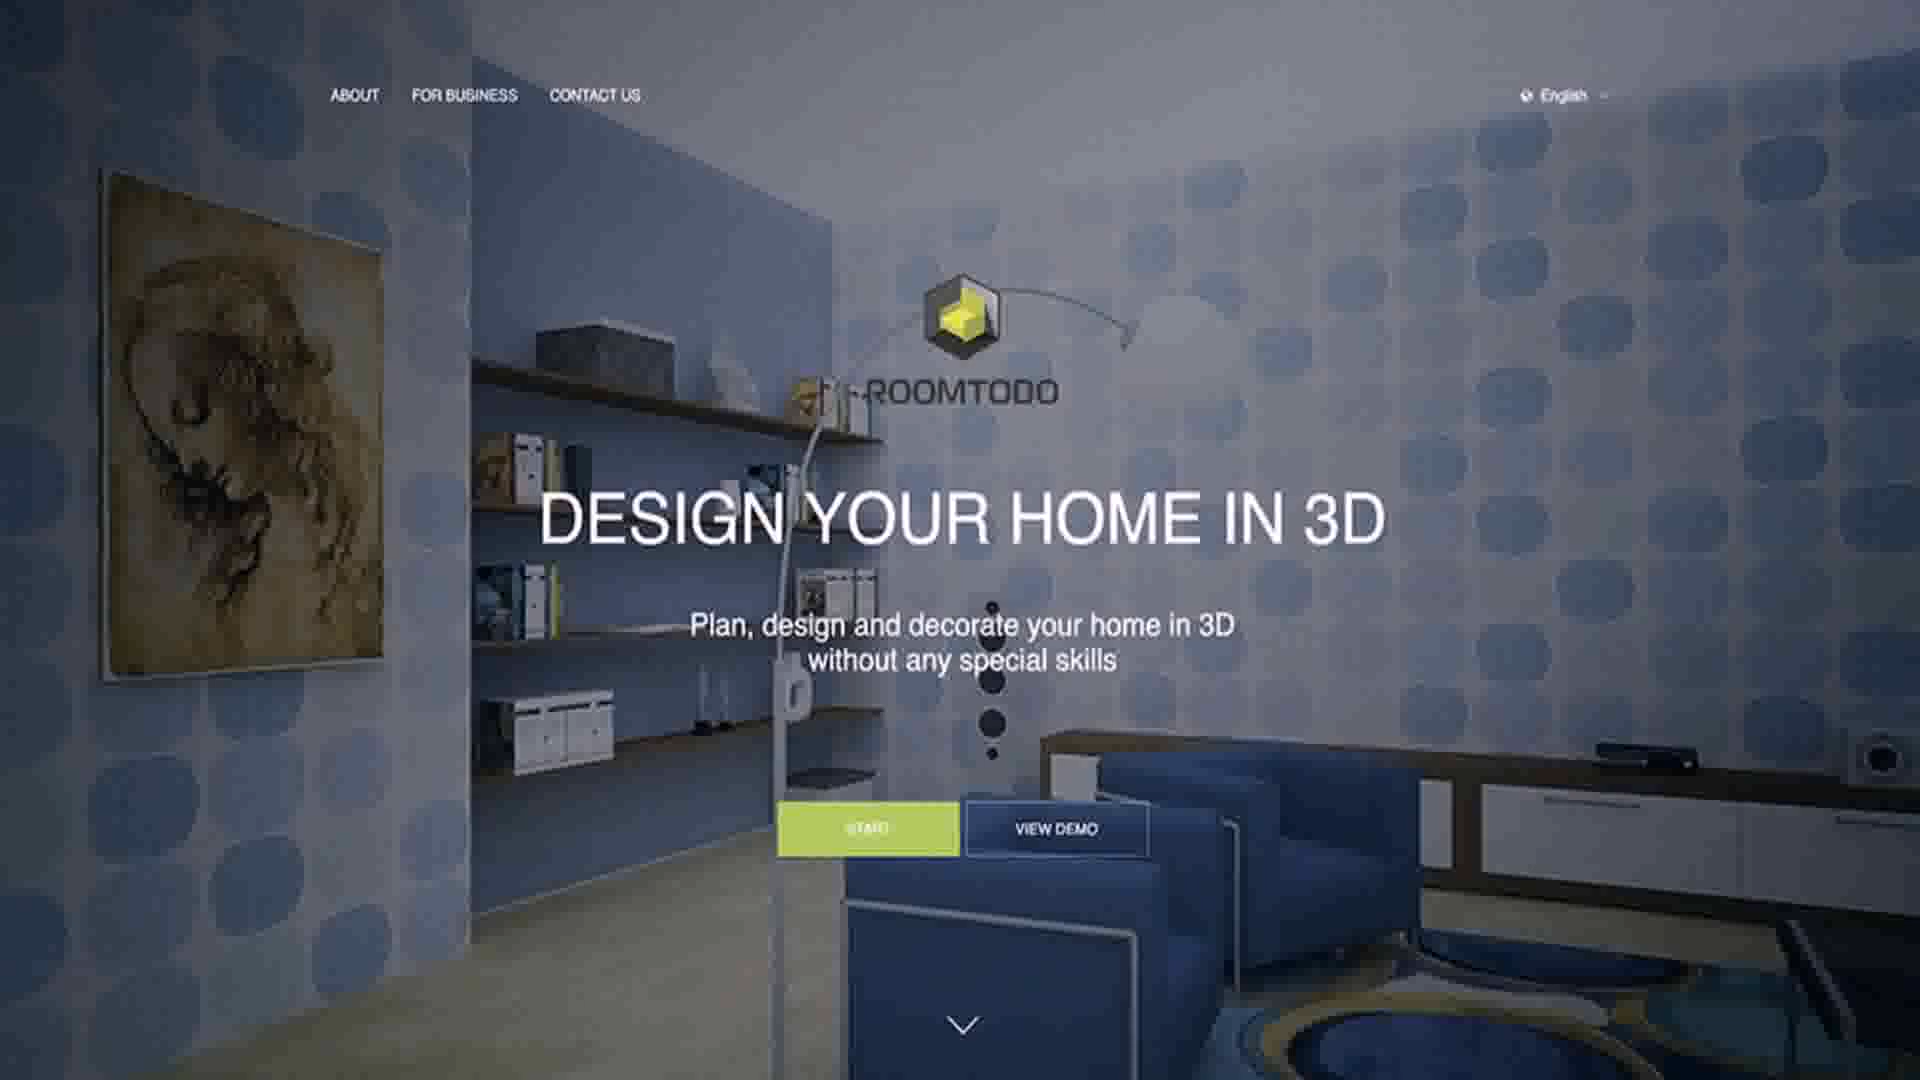 ABOUT FOR BUSINESS CONTACT US English
ROOMTODO
DESIGN YOUR HOME IN 3D
Plan, design and decorate your home in 3D
without any special skills
START VIEW DEMO